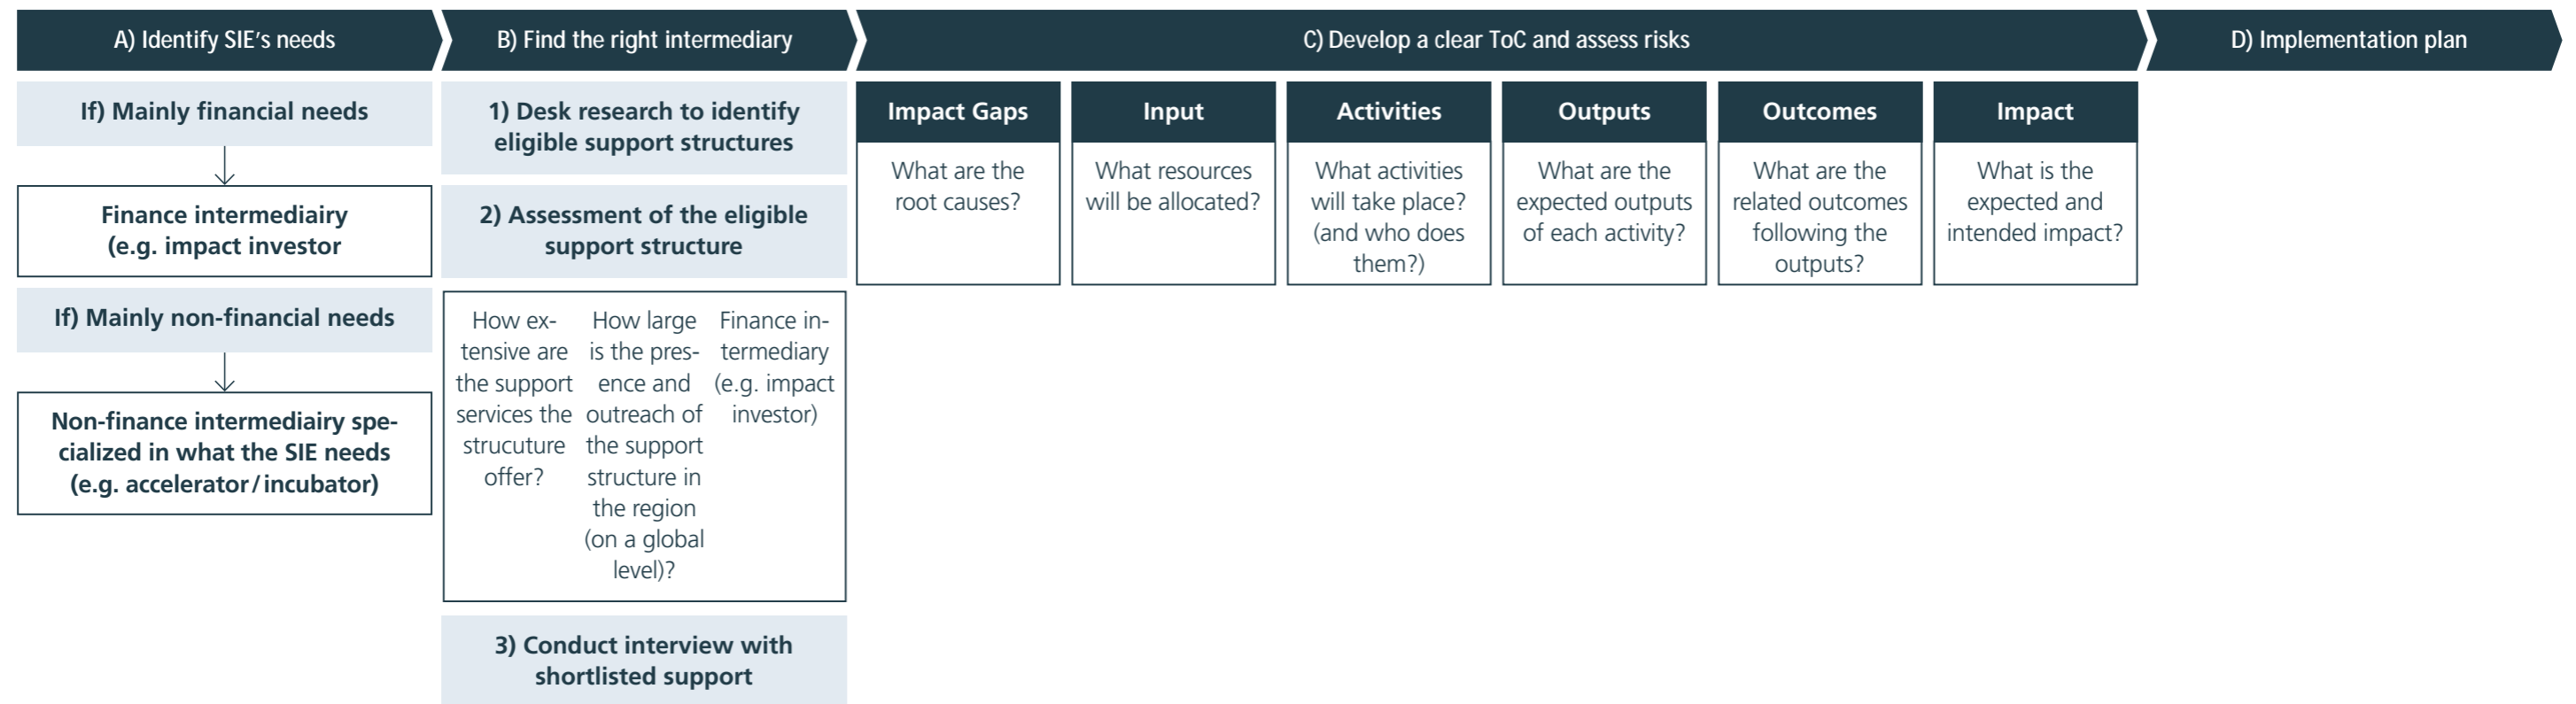 A) Identify SIE's needs
B) Find the right intermediary
C) Develop a clear ToC and assess risks
D) Implementation plan
If) Mainly financial needs
Finance intermediairy
(e.g. impact investor
If) Mainly non-financial needs
Non-finance intermediairy spe-
cialized in what the SIE needs
(e.g. accelerator/incubator)
1) Desk research to identify
eligible support structures
2) Assessment of the eligible
support structure
How ex-
tensive are
the support
services the
strucuture
offer?
How large
is the pres-
ence and
outreach of
the support
structure in
the region
(on a global
level)?
Finance in-
termediary
(e.g. impact
investor)
3) Conduct interview with
shortlisted support
Impact Gaps
What are the
root causes?
Input
What resources
will be allocated?
Activities
What activities
will take place?
(and who does
them?)
Outputs
What are the
expected outputs
of each activity?
Outcomes
What are the
related outcomes
following the
outputs?
Impact
What is the
expected and
intended impact?